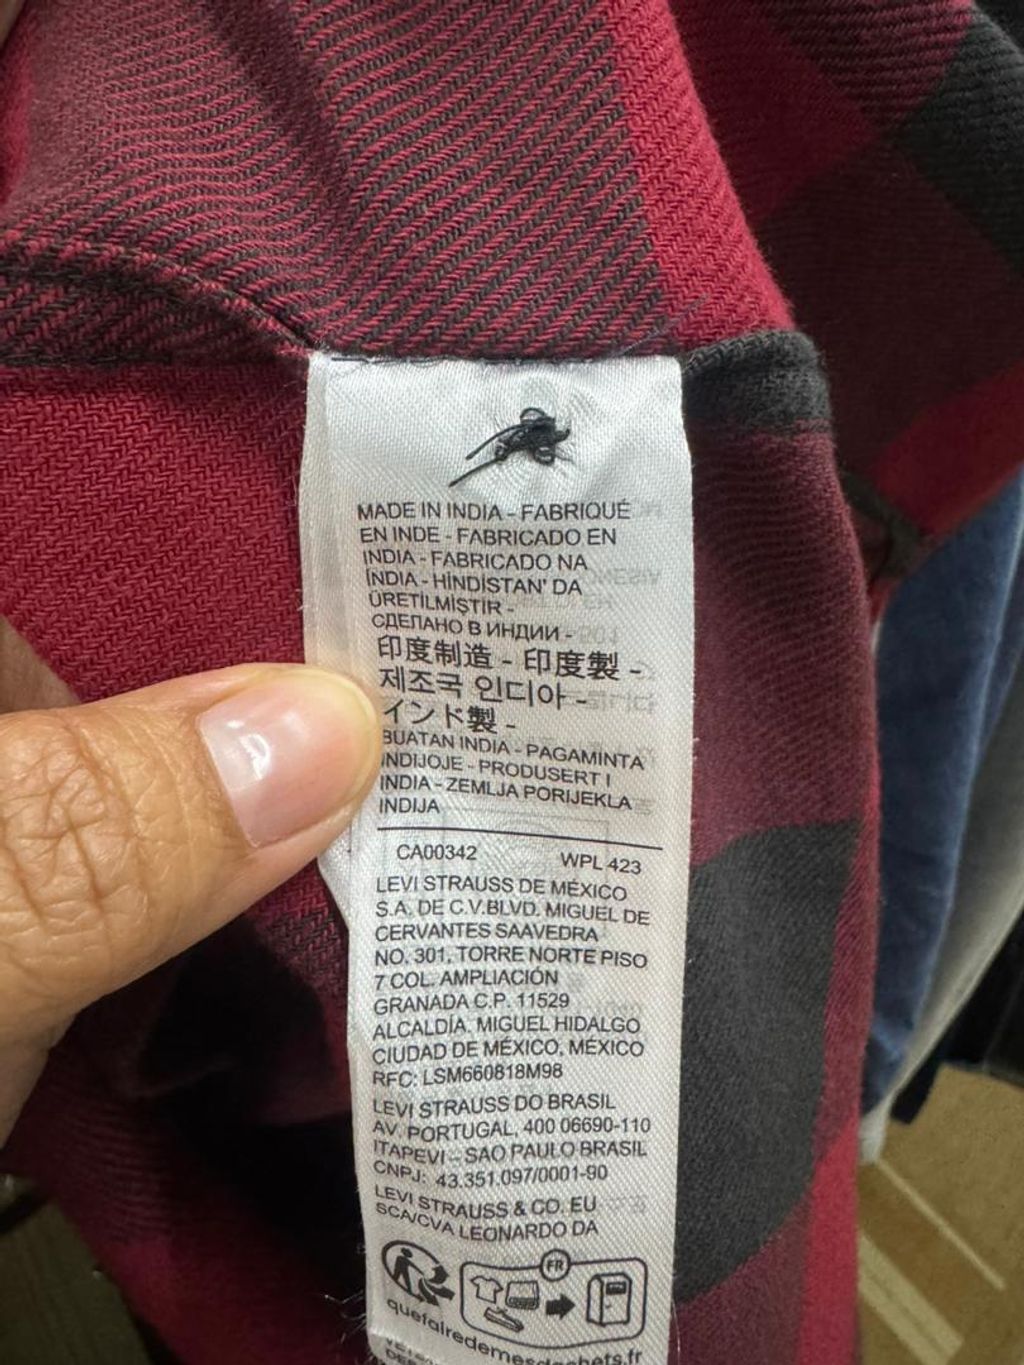 MADE IN INDIA - FABRIQUÉ
EN INDE - FABRICADO EN
INDIA - FABRICADO NA
ÍNDIA - HİNDİSTAN' DA
ÜRETİLMİŞTİR -
СДЕЛАНО В ИНДИИ -
印度制造 - 印度製 -
제조국 인디아 -
インド製 -
BUATAN INDIA - PAGAMINTA
INDIJOJE - PRODUSERT I
INDIA - ZEMLJA PORIJEKLA
INDIJA
CA00342 WPL 423
LEVI STRAUSS DE MÉXICO
S.A. DE C.V.BLVD. MIGUEL DE
CERVANTES SAAVEDRA
NO. 301, TORRE NORTE PISO
7 COL. AMPLIACIÓN
GRANADA C.P. 11529
ALCALDÍA. MIGUEL HIDALGO
CIUDAD DE MÉXICO, MÉXICO
RFC: LSM660818M98
LEVI STRAUSS DO BRASIL
AV. PORTUGAL, 400 06690-110
ITAPEVI - SAO PAULO BRASIL
CNPJ: 43.351.097/0001-90
LEVI STRAUSS & CO. EU
SCA/CVA LEONARDO DA
FR
quefairedemesdechets.fr